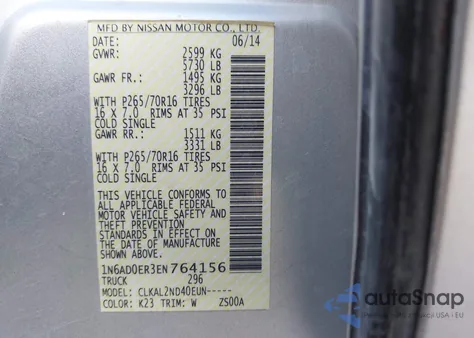 MFD BY NISSAN MOTOR CO., LTD.
DATE: 06/14
GVWR: 2599 KG
5730 LB
GAWR FR.: 1495 KG
3296 LB
WITH P265/70R16 TIRES
16 X 7.0 RIMS AT 35 PSI
COLD SINGLE
GAWR RR.: 1511 KG
3331 LB
WITH P265/70R16 TIRES
16 X 7.0 RIMS AT 35 PSI
COLD SINGLE
THIS VEHICLE CONFORMS TO
ALL APPLICABLE FEDERAL
MOTOR VEHICLE SAFETY AND
THEFT PREVENTION
STANDARDS IN EFFECT ON
THE DATE OF MANUFACTURE
SHOWN ABOVE.
1N6AD0ER3EN764156
TRUCK 296
MODEL: CLKAL2ND40EUN-----
COLOR: K23 TRIM: W ZS00A
autoSnap
USA i EU